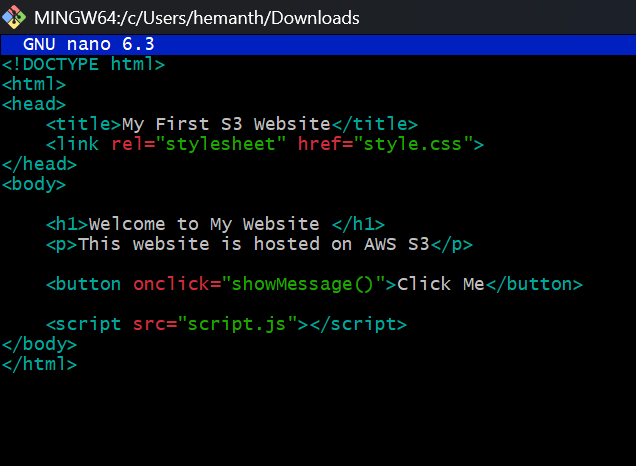 MINGW64:/c/Users/hemanth/Downloads
GNU nano 6.3
<!DOCTYPE html>
<html>
<head>
    <title>My First S3 Website</title>
    <link rel="stylesheet" href="style.css">
</head>
<body>

    <h1>Welcome to My Website </h1>
    <p>This website is hosted on AWS S3</p>

    <button onclick="showMessage()">Click Me</button>

    <script src="script.js"></script>
</body>
</html>